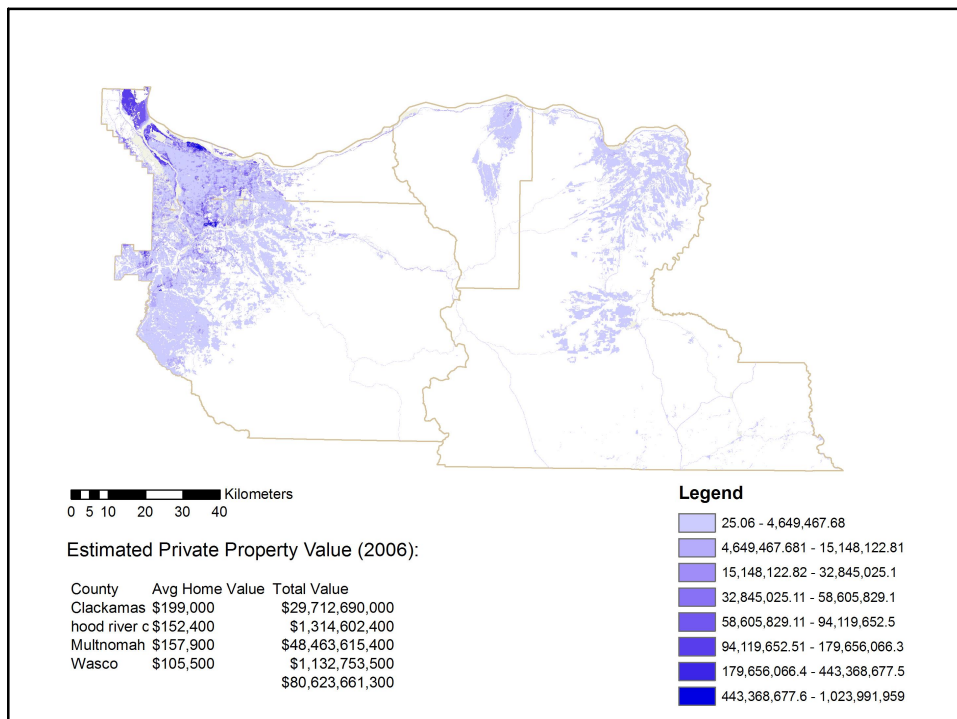 Kilometers
0 5 10 20 30 40
Estimated Private Property Value (2006):
County Avg Home Value Total Value
Clackamas $199,000 $29,712,690,000
hood river c $152,400 $1,314,602,400
Multnomah $157,900 $48,463,615,400
Wasco $105,500 $1,132,753,500
$80,623,661,300
Legend
25.06 - 4,649,467.68
4,649,467.681 - 15,148,122.81
15,148,122.82 - 32,845,025.1
32,845,025.11 - 58,605,829.1
58,605,829.11 - 94,119,652.5
94,119,652.51 - 179,656,066.3
179,656,066.4 - 443,368,677.5
443,368,677.6 - 1,023,991,959